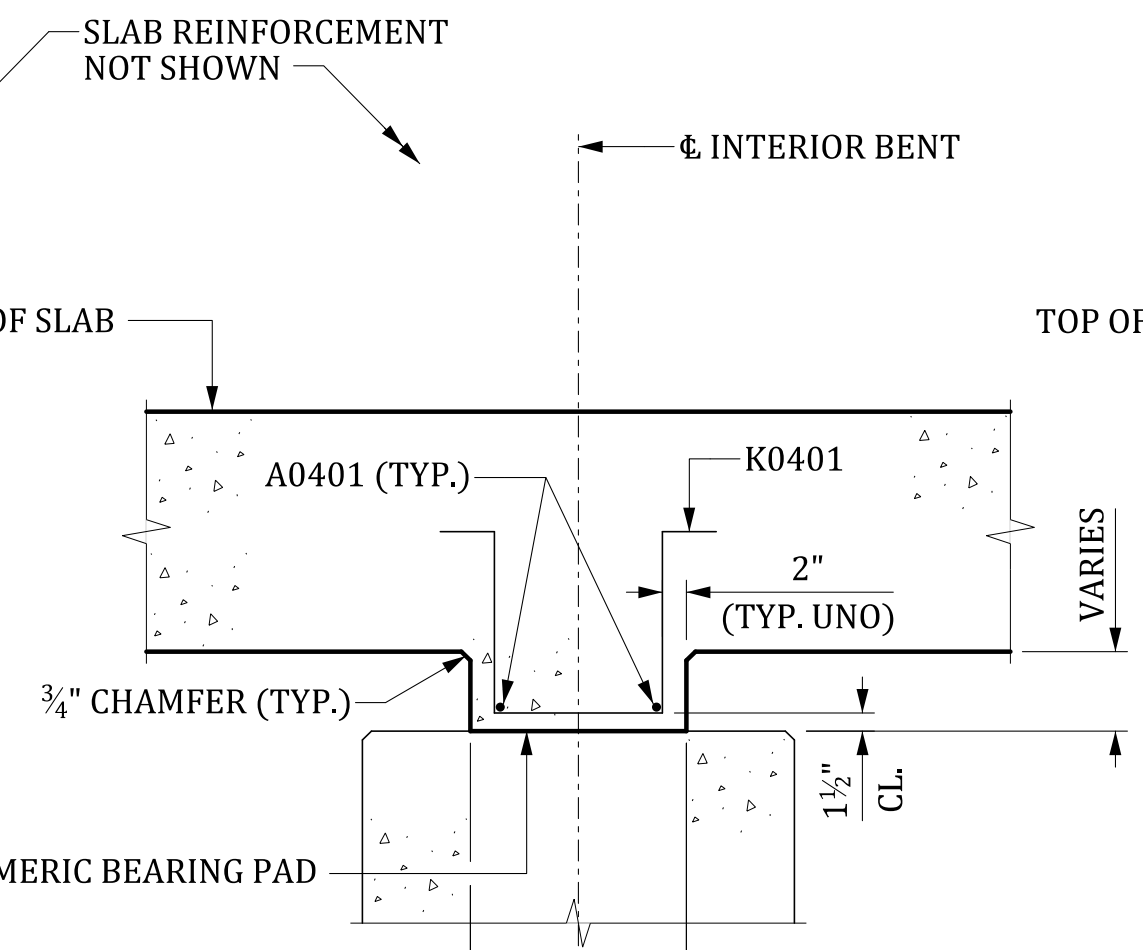 SLAB REINFORCEMENT
NOT SHOWN
℄ INTERIOR BENT
OF SLAB
TOP OF
A0401 (TYP.)
K0401
2"
(TYP. UNO)
VARIES
¾" CHAMFER (TYP.)
1½"
CL.
MERIC BEARING PAD